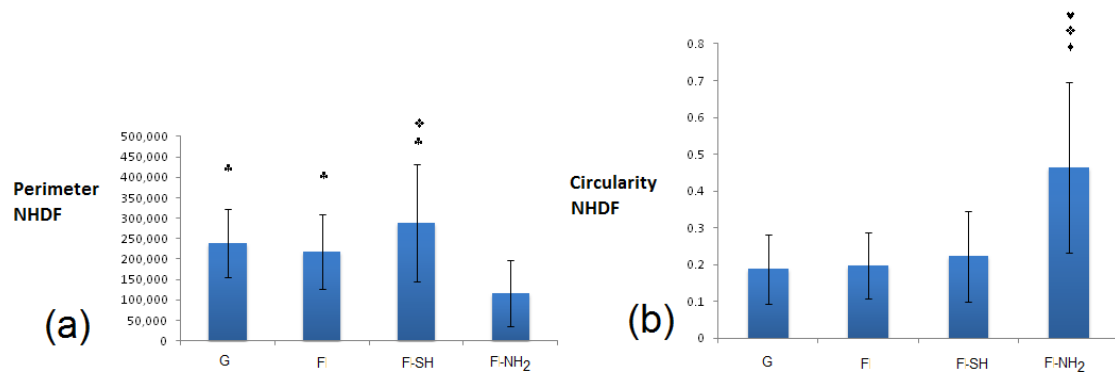 Perimeter
NHDF
500,000
450,000
400,000
350,000
300,000
250,000
200,000
150,000
100,000
50,000
0
♣
♣
❖
♣
G
F
F-SH
F-NH₂
(a)
Circularity
NHDF
0.8
0.7
0.6
0.5
0.4
0.3
0.2
0.1
0
♥
❖
♦
G
F
F-SH
F-NH₂
(b)